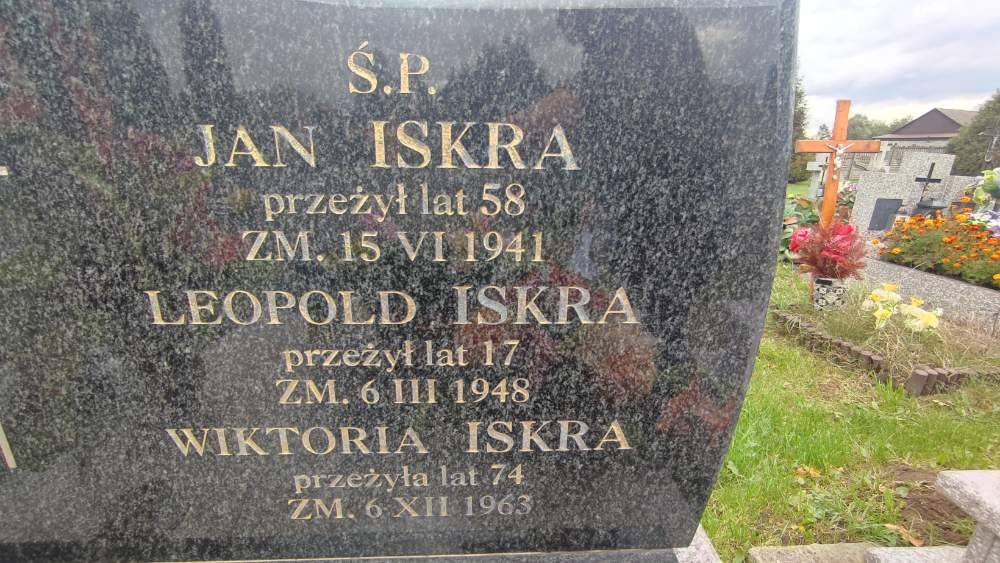 Ś.P.
JAN ISKRA
przeżył lat 58
ZM. 15 VI 1941
LEOPOLD ISKRA
przeżył lat 17
ZM. 6 III 1948
WIKTORIA ISKRA
przeżyła lat 74
ZM. 6 XII 1963